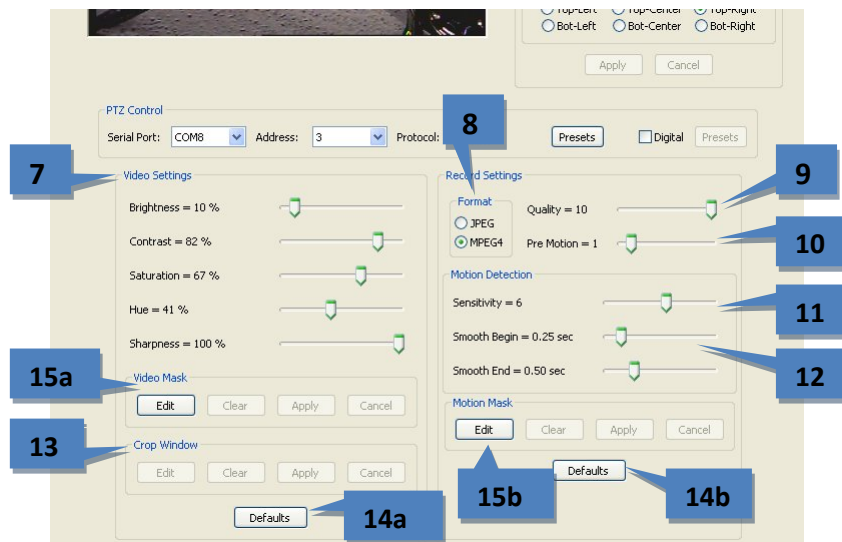 Top-Left Top-Center Top-Right
Bot-Left Bot-Center Bot-Right
Apply Cancel
PTZ Control
Serial Port: COM8 Address: 3 Protocol: Presets Digital Presets
8
7
Video Settings
Brightness = 10 %
Contrast = 82 %
Saturation = 67 %
Hue = 41 %
Sharpness = 100 %
15a
Video Mask
Edit Clear Apply Cancel
13
Crop Window
Edit Clear Apply Cancel
Defaults
14a
Record Settings
Format
JPEG
MPEG4
Quality = 10
9
Pre Motion = 1
10
Motion Detection
Sensitivity = 6
11
Smooth Begin = 0.25 sec
12
Smooth End = 0.50 sec
Motion Mask
Edit Clear Apply Cancel
15b
Defaults
14b